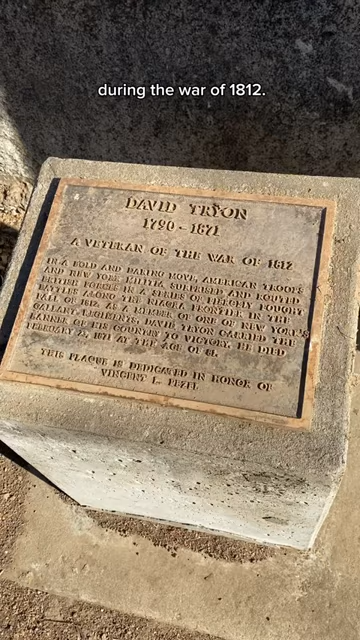 during the war of 1812.
DAVID TRYON
1790 - 1871
A VETERAN OF THE WAR OF 1812
IN A BOLD AND DARING MOVE, AMERICAN TROOPS
AND NEW YORK MILITIA SURPRISED AND ROUTED
BRITISH FORCES IN A SERIES OF FIERCELY FOUGHT
BATTLES ALONG THE NIAGRA FRONTIER IN THE
FALL OF 1812. AS A MEMBER OF ONE OF NEW YORK'S
GALLANT REGIMENTS, DAVID TRYON CARRIED THE
BANNER OF HIS COUNTRY TO VICTORY. HE DIED
FEBRUARY 23, 1871 AT THE AGE OF 81.
THIS PLAQUE IS DEDICATED IN HONOR OF
VINCENT L.